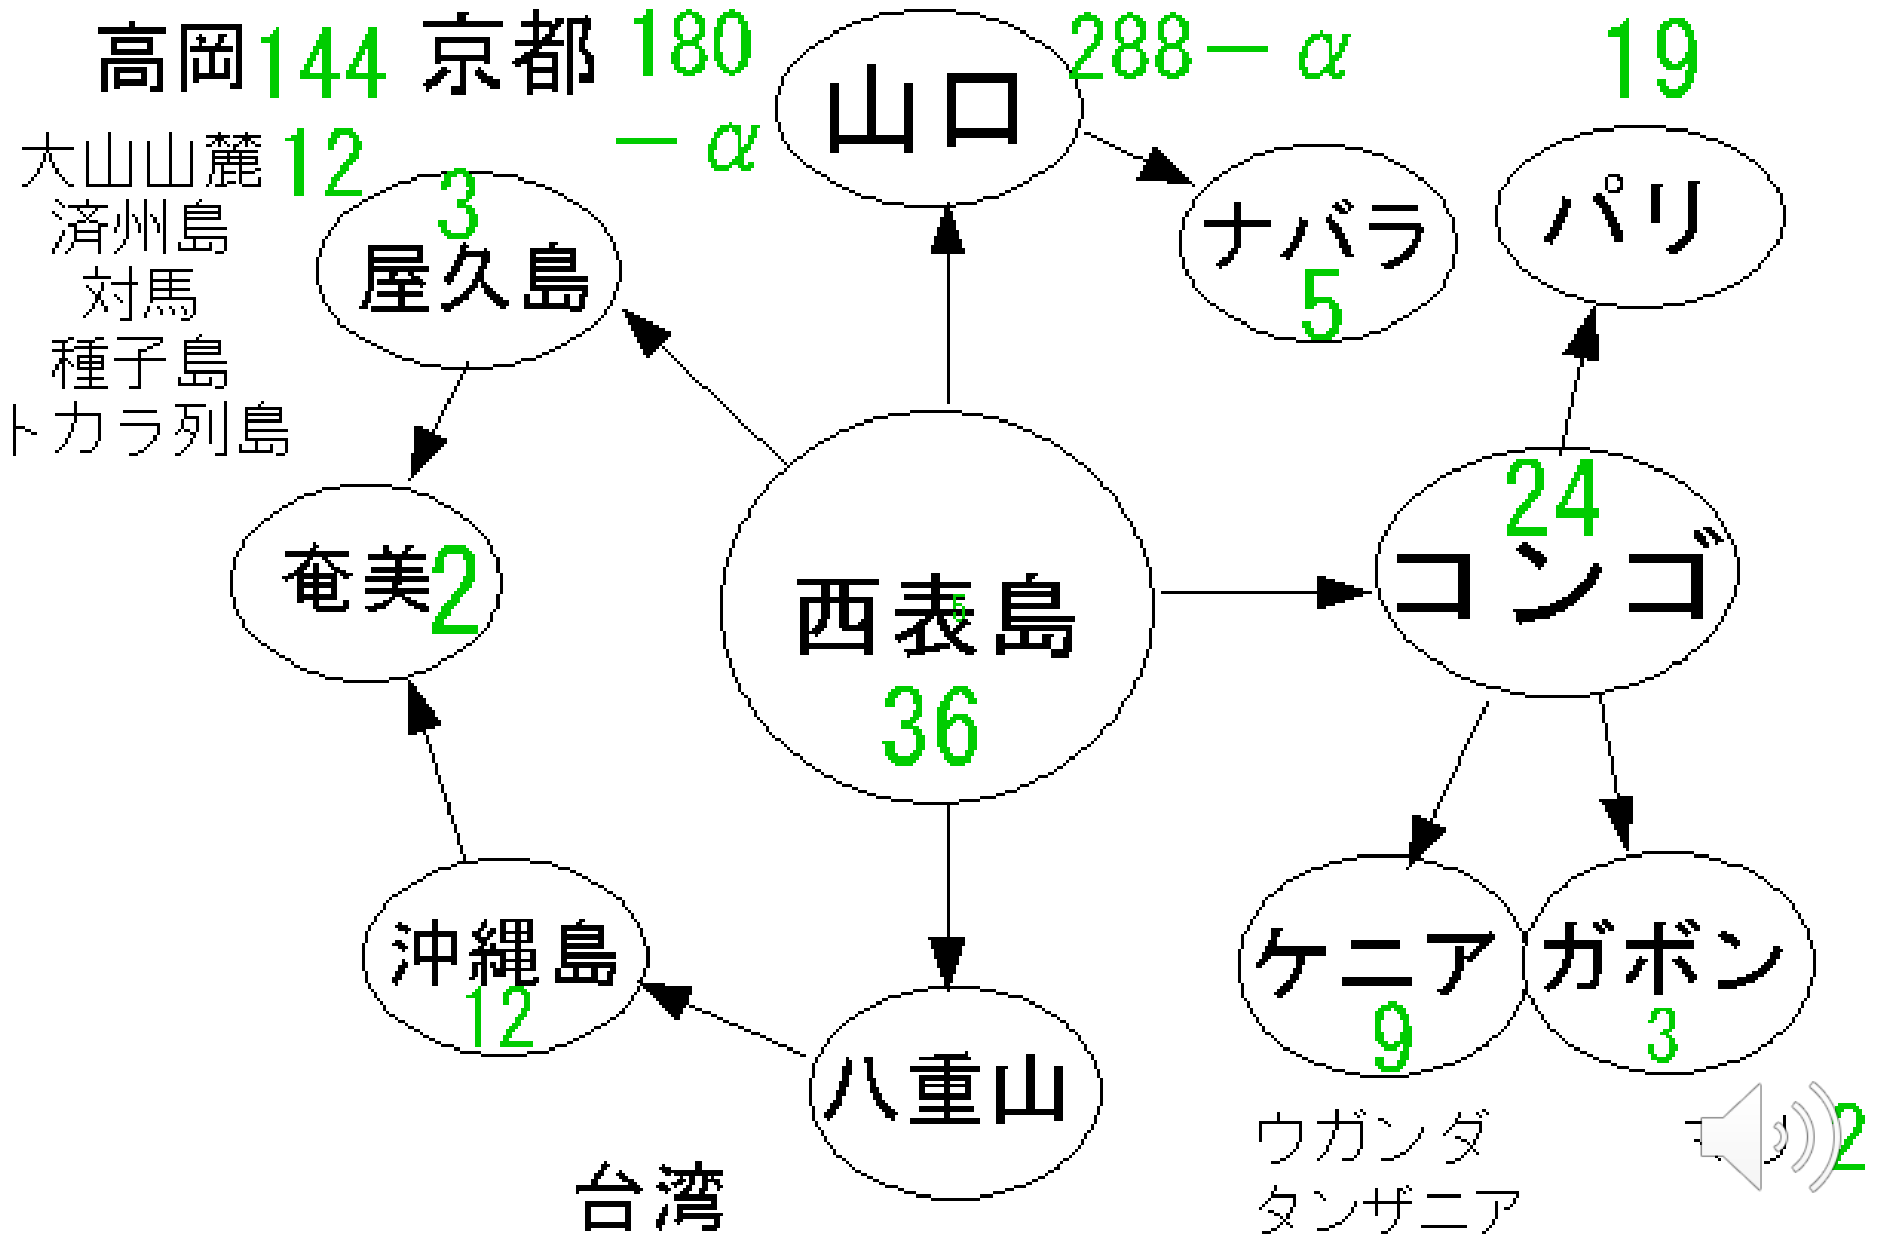 高岡 144 京都 180
－α
山口 288－α
19
大山山麓 12
済州島
対馬
種子島
トカラ列島
3
屋久島
ナバラ
5
パリ
24
コンゴ
奄美 2
西表島
36
沖縄島
12
八重山
台湾
ケニア
9
ガボン
3
ウガンダ
タンザニア
2